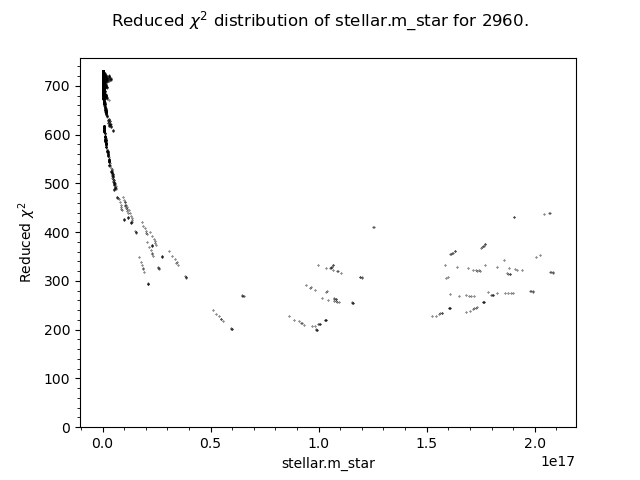 Reduced χ² distribution of stellar.m_star for 2960.
Reduced χ²
700
600
500
400
300
200
100
0
0.0 0.5 1.0 1.5 2.0
1e17
stellar.m_star